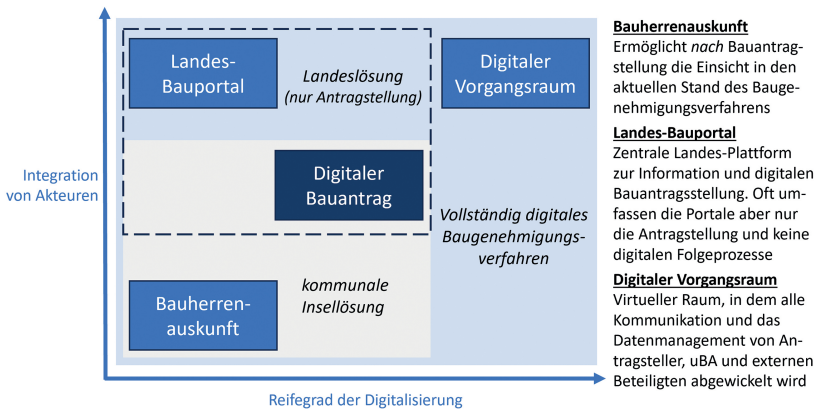 Landes-
Bauportal
Landeslösung
(nur Antragstellung)
Digitaler
Vorgangsraum
Integration
von Akteuren
Digitaler
Bauantrag
Vollständig digitales
Baugenehmigungs-
verfahren
kommunale
Insellösung
Bauherren-
auskunft
Reifegrad der Digitalisierung
Bauherrenauskunft
Ermöglicht nach Bauantrag-
stellung die Einsicht in den
aktuellen Stand des Bauge-
nehmigungsverfahrens
Landes-Bauportal
Zentrale Landes-Plattform
zur Information und digitalen
Bauantragsstellung. Oft um-
fassen die Portale aber nur
die Antragstellung und keine
digitalen Folgeprozesse
Digitaler Vorgangsraum
Virtueller Raum, in dem alle
Kommunikation und das
Datenmanagement von An-
tragsteller, uBA und externen
Beteiligten abgewickelt wird